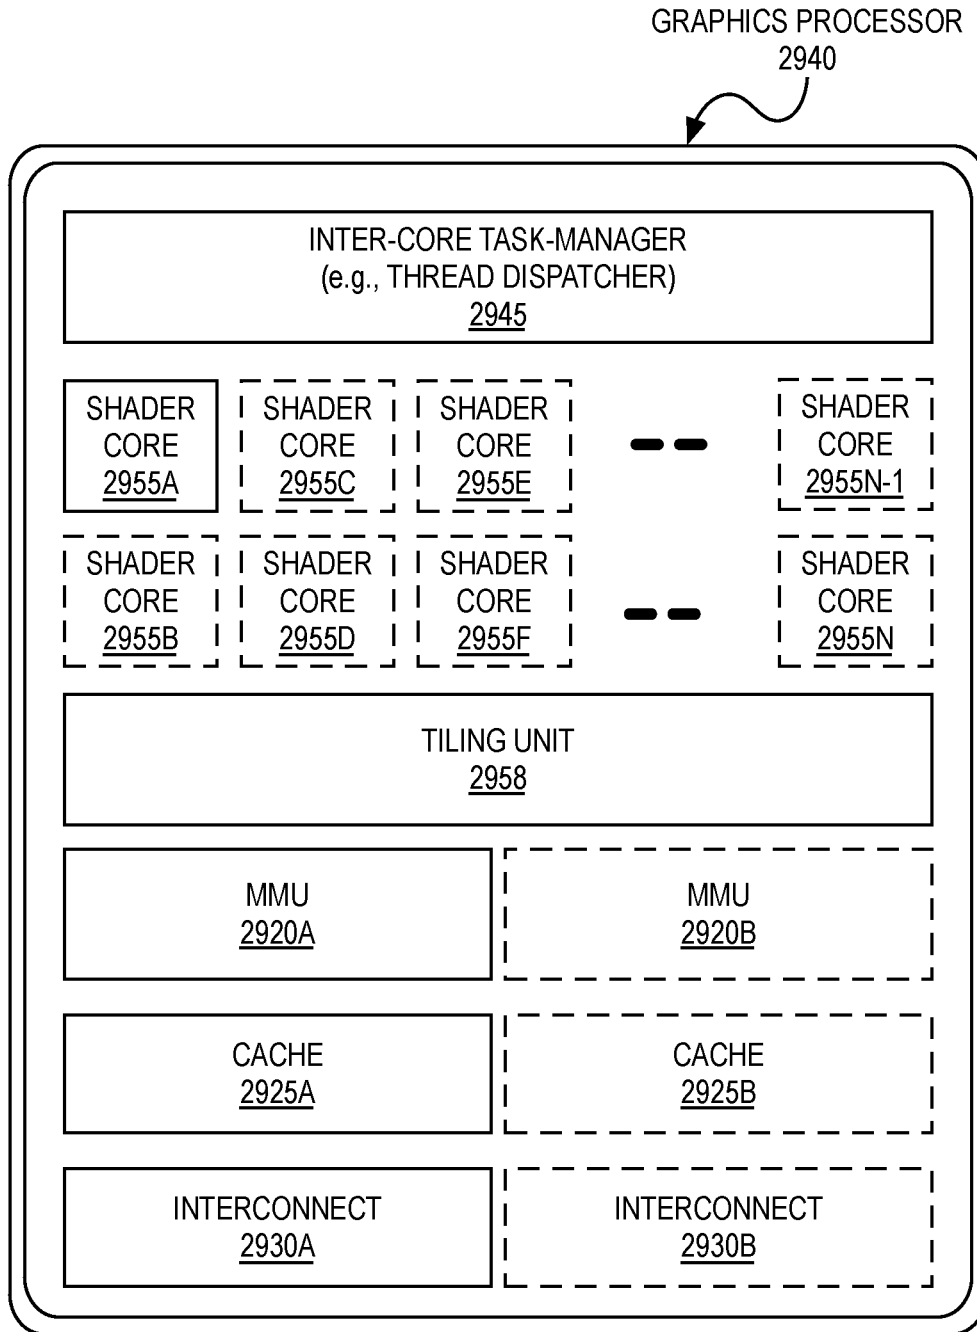 GRAPHICS PROCESSOR
2940
INTER-CORE TASK-MANAGER
(e.g., THREAD DISPATCHER)
2945
SHADER CORE 2955A
SHADER CORE 2955C
SHADER CORE 2955E
SHADER CORE 2955N-1
SHADER CORE 2955B
SHADER CORE 2955D
SHADER CORE 2955F
SHADER CORE 2955N
TILING UNIT
2958
MMU
2920A
MMU
2920B
CACHE
2925A
CACHE
2925B
INTERCONNECT
2930A
INTERCONNECT
2930B